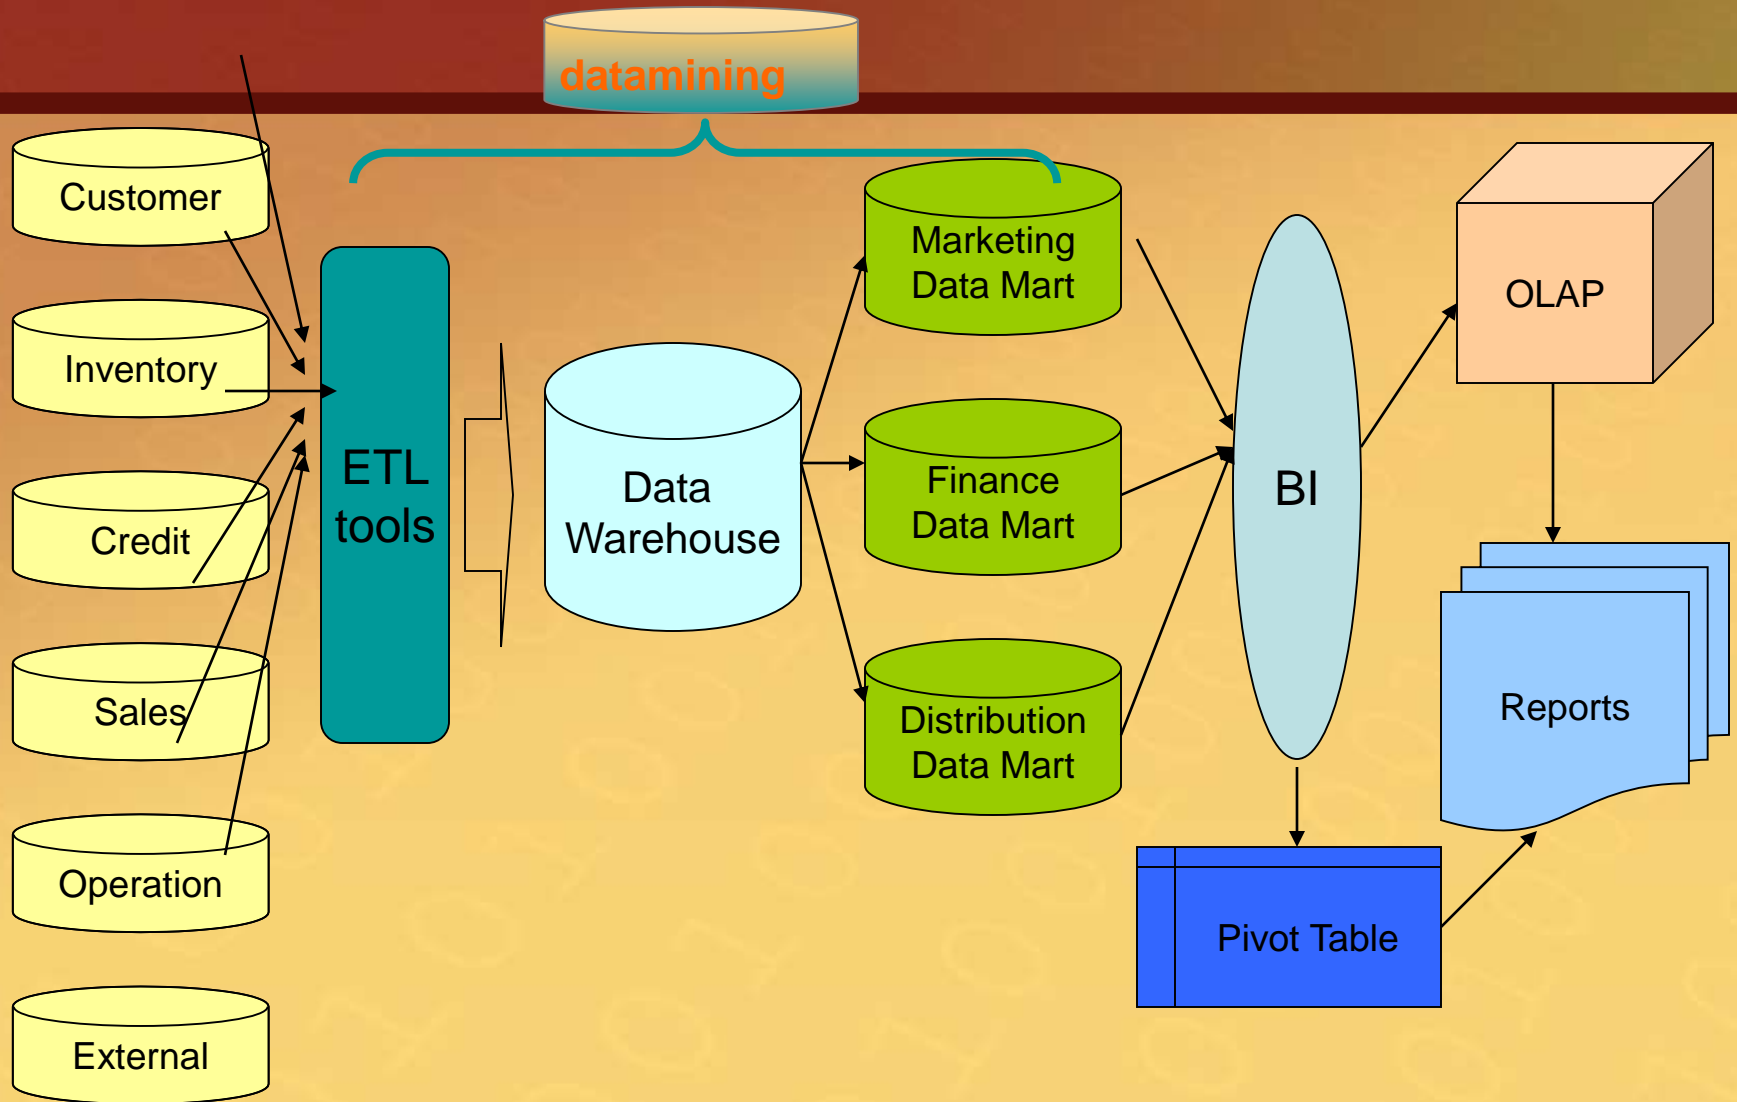 datamining
Customer
Inventory
Credit
Sales
Operation
External
ETL
tools
Data
Warehouse
Marketing
Data Mart
Finance
Data Mart
Distribution
Data Mart
BI
OLAP
Reports
Pivot Table